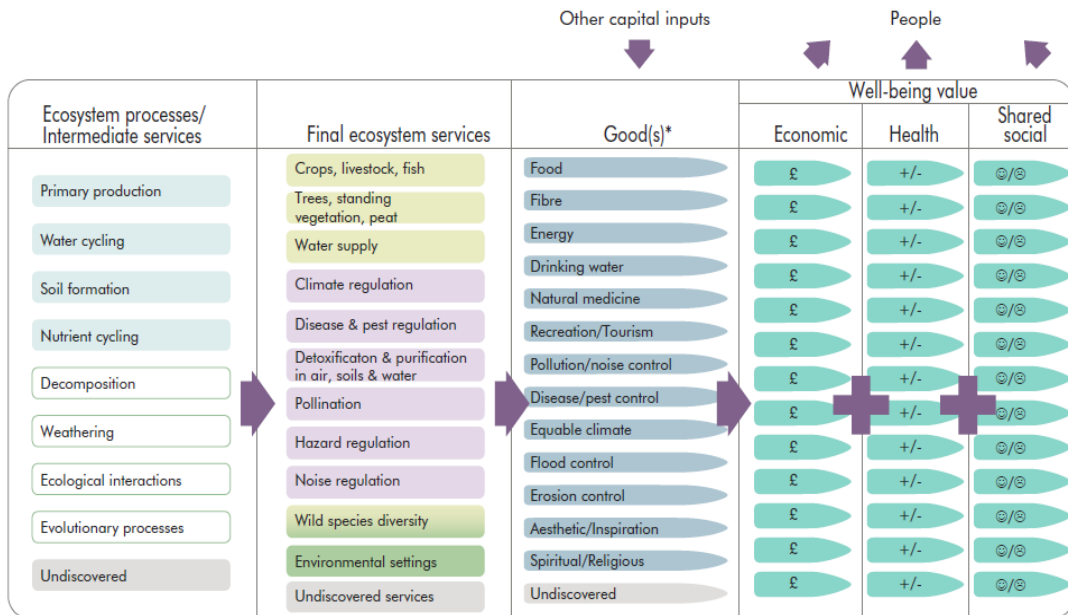 Other capital inputs
People
Well-being value
Ecosystem processes/
Intermediate services
Final ecosystem services
Good(s)*
Economic
Health
Shared
social
Primary production
Water cycling
Soil formation
Nutrient cycling
Decomposition
Weathering
Ecological interactions
Evolutionary processes
Undiscovered
Crops, livestock, fish
Trees, standing
vegetation, peat
Water supply
Climate regulation
Disease & pest regulation
Detoxificaton & purification
in air, soils & water
Pollination
Hazard regulation
Noise regulation
Wild species diversity
Environmental settings
Undiscovered services
Food
Fibre
Energy
Drinking water
Natural medicine
Recreation/Tourism
Pollution/noise control
Disease/pest control
Equable climate
Flood control
Erosion control
Aesthetic/Inspiration
Spiritual/Religious
Undiscovered
£ +/- ☺/☹
£ +/- ☺/☹
£ +/- ☺/☹
£ +/- ☺/☹
£ +/- ☺/☹
£ +/- ☺/☹
£ +/- ☺/☹
£ +/- ☺/☹
£ +/- ☺/☹
£ +/- ☺/☹
£ +/- ☺/☹
£ +/- ☺/☹
£ +/- ☺/☹